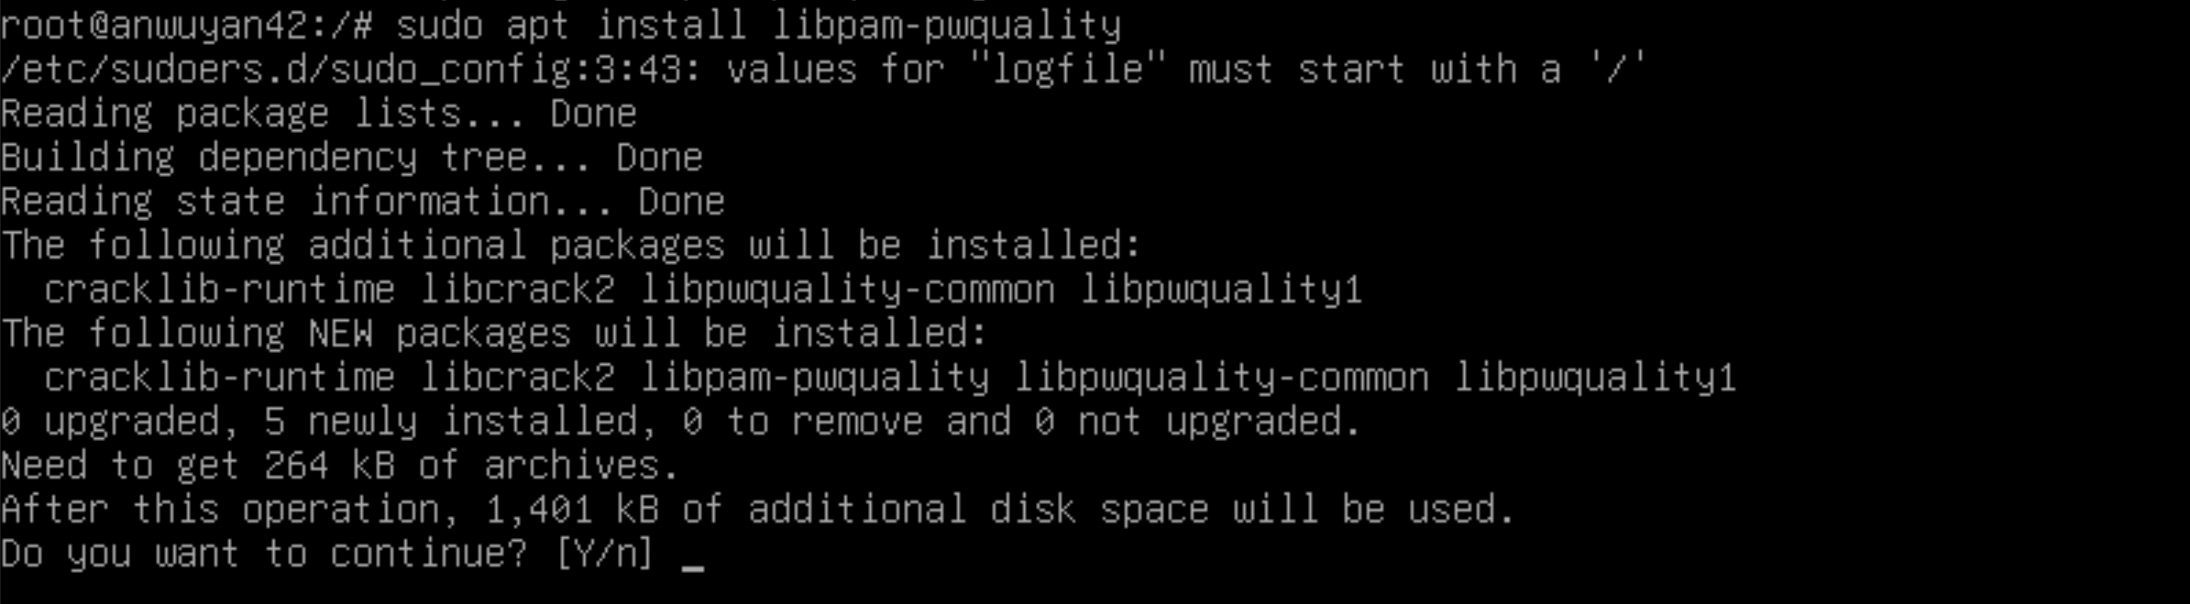 root@anwuyan42:/# sudo apt install libpam-pwquality
/etc/sudoers.d/sudo_config:3:43: values for "logfile" must start with a '/'
Reading package lists... Done
Building dependency tree... Done
Reading state information... Done
The following additional packages will be installed:
  cracklib-runtime libcrack2 libpwquality-common libpwquality1
The following NEW packages will be installed:
  cracklib-runtime libcrack2 libpam-pwquality libpwquality-common libpwquality1
0 upgraded, 5 newly installed, 0 to remove and 0 not upgraded.
Need to get 264 kB of archives.
After this operation, 1,401 kB of additional disk space will be used.
Do you want to continue? [Y/n] _